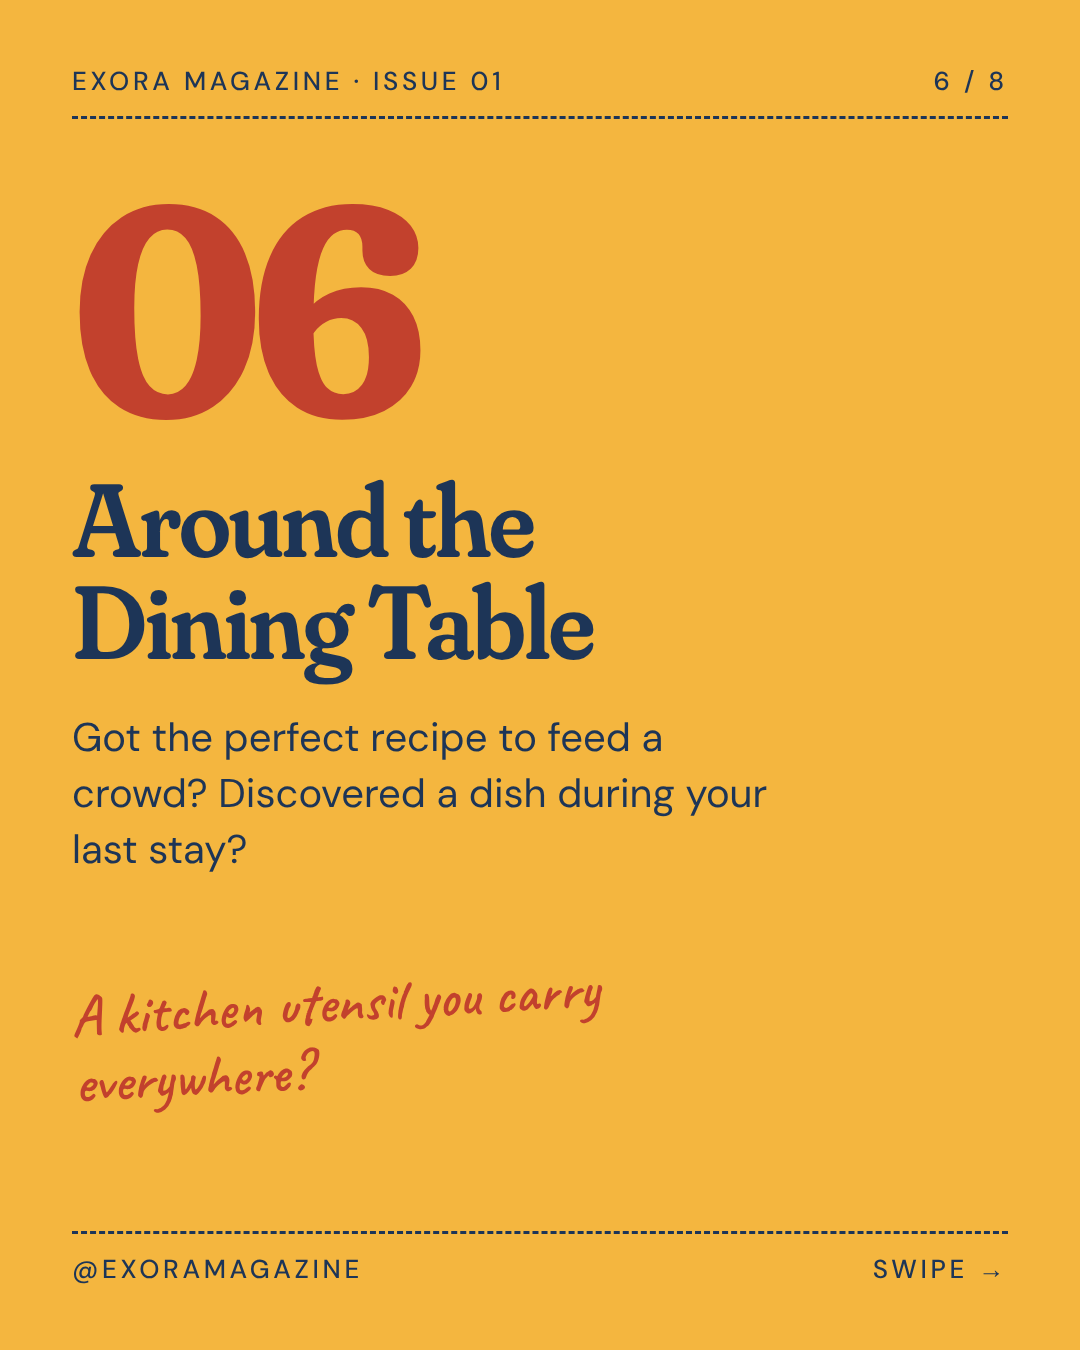 EXORA MAGAZINE · ISSUE 01
6 / 8
06
Around the
Dining Table
Got the perfect recipe to feed a
crowd? Discovered a dish during your
last stay?
A kitchen utensil you carry
everywhere?
@EXORAMAGAZINE
SWIPE →